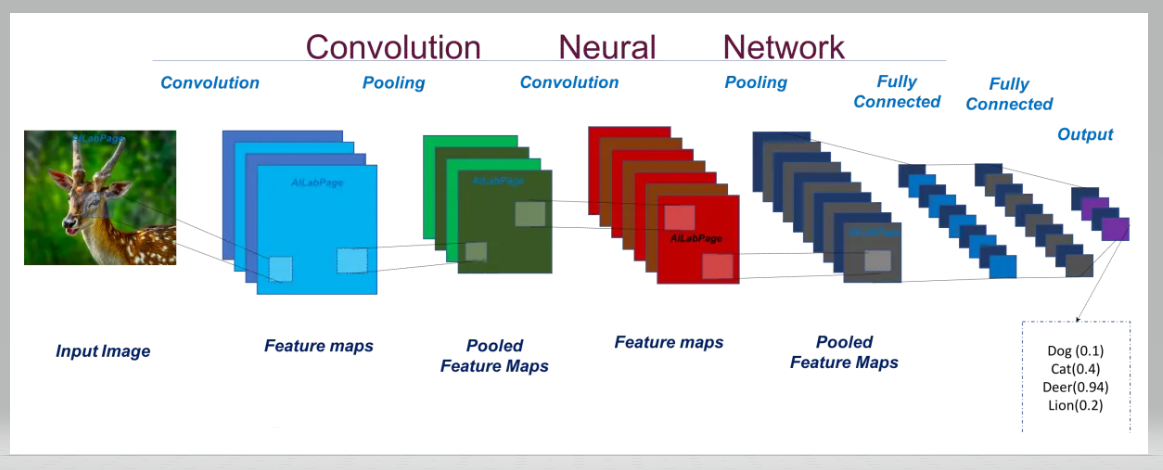 Convolution Neural Network
Convolution
Pooling
Convolution
Pooling
Fully
Connected
Fully
Connected
Output
AILabPage
AILabPage
AILabPage
AILabPage
AILabPage
Input Image
Feature maps
Pooled
Feature Maps
Feature maps
Pooled
Feature Maps
Dog (0.1)
Cat(0.4)
Deer(0.94)
Lion(0.2)